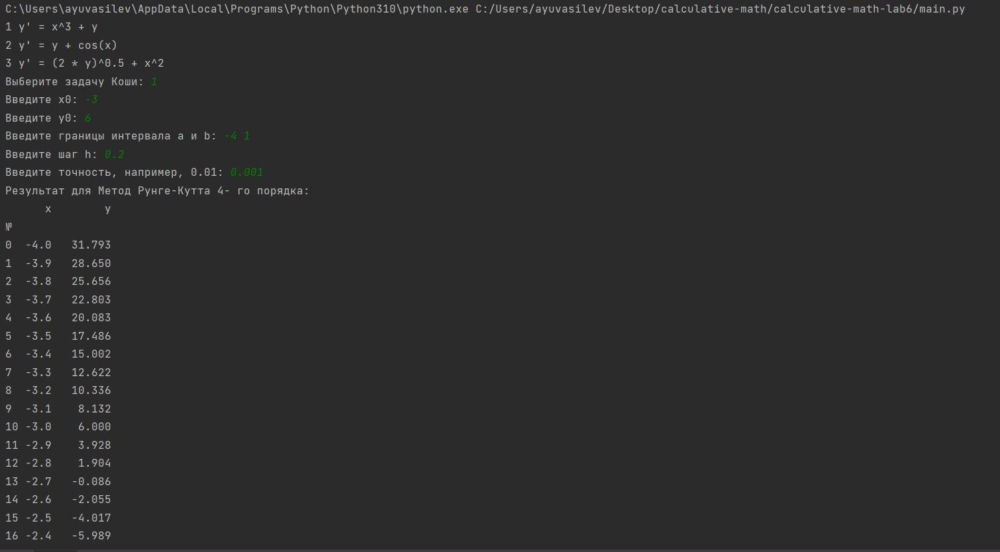 C:\Users\ayuvasilev\AppData\Local\Programs\Python\Python310\python.exe C:/Users/ayuvasilev/Desktop/calculative-math/calculative-math-lab6/main.py
1 y' = x^3 + y
2 y' = y + cos(x)
3 y' = (2 * y)^0.5 + x^2
Выберите задачу Коши: 1
Введите x0: -3
Введите y0: 6
Введите границы интервала a и b: -4 1
Введите шаг h: 0.2
Введите точность, например, 0.01: 0.001
Результат для Метод Рунге-Кутта 4- го порядка:
x y
№
0 -4.0 31.793
1 -3.9 28.650
2 -3.8 25.656
3 -3.7 22.803
4 -3.6 20.083
5 -3.5 17.486
6 -3.4 15.002
7 -3.3 12.622
8 -3.2 10.336
9 -3.1 8.132
10 -3.0 6.000
11 -2.9 3.928
12 -2.8 1.904
13 -2.7 -0.086
14 -2.6 -2.055
15 -2.5 -4.017
16 -2.4 -5.989